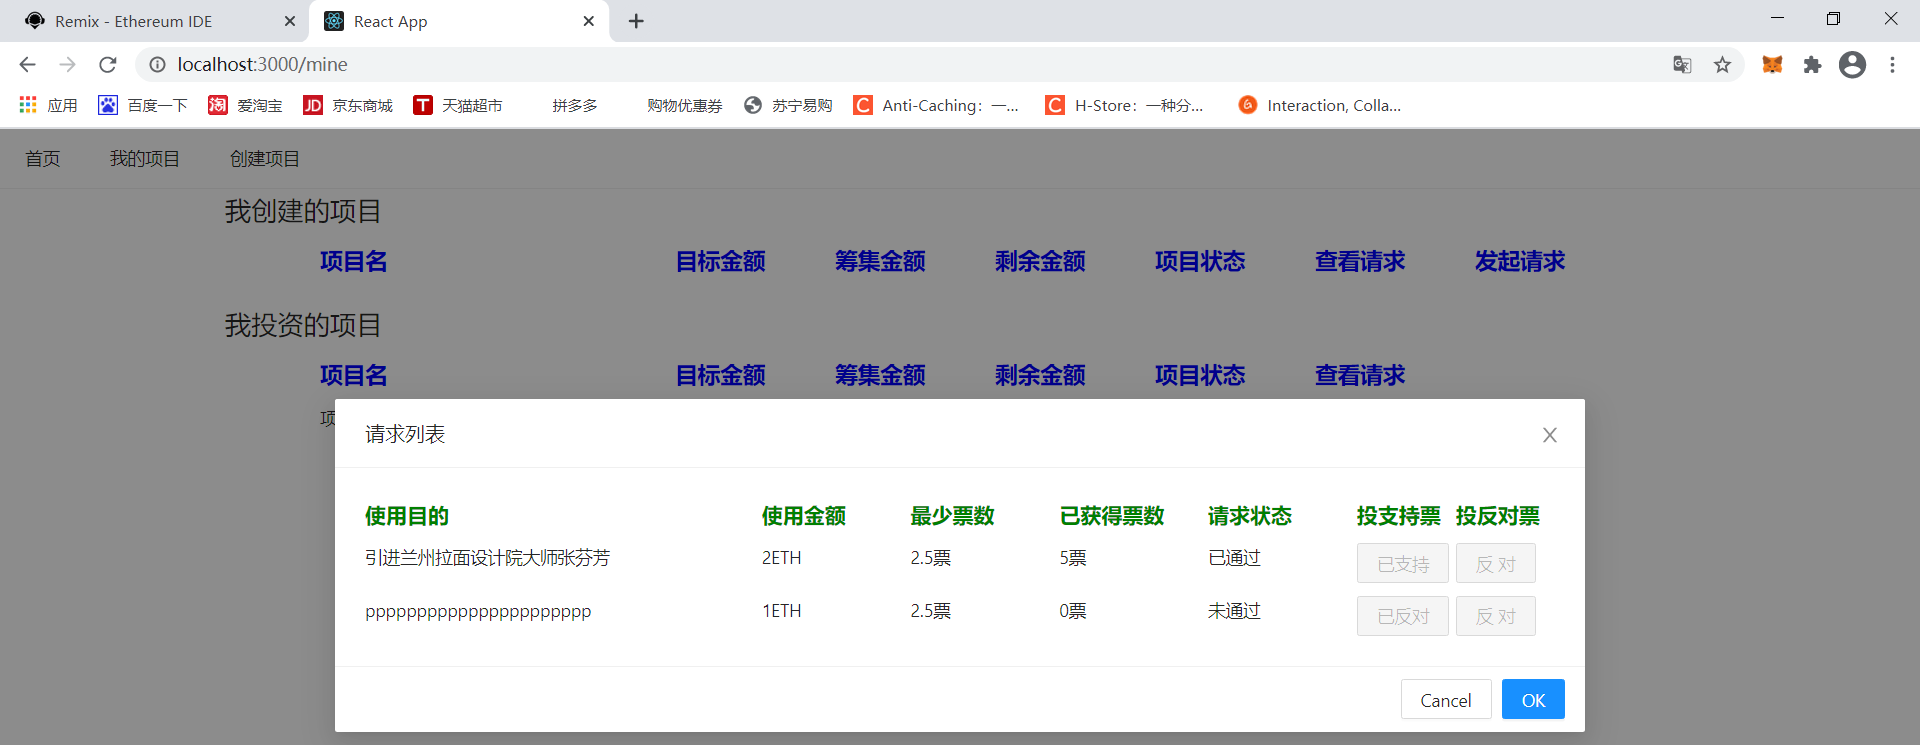 Remix - Ethereum IDE
React App
localhost:3000/mine
应用 百度一下 爱淘宝 京东商城 天猫超市 拼多多 购物优惠券 苏宁易购 Anti-Caching：一... H-Store：一种分... Interaction, Colla...
首页 我的项目 创建项目
我创建的项目
项目名 目标金额 筹集金额 剩余金额 项目状态 查看请求 发起请求
我投资的项目
项目名 目标金额 筹集金额 剩余金额 项目状态 查看请求
请求列表
使用目的 使用金额 最少票数 已获得票数 请求状态 投支持票 投反对票
引进兰州拉面设计院大师张芬芳 2ETH 2.5票 5票 已通过 已支持 反 对
pppppppppppppppppppppp 1ETH 2.5票 0票 未通过 已反对 反 对
Cancel OK